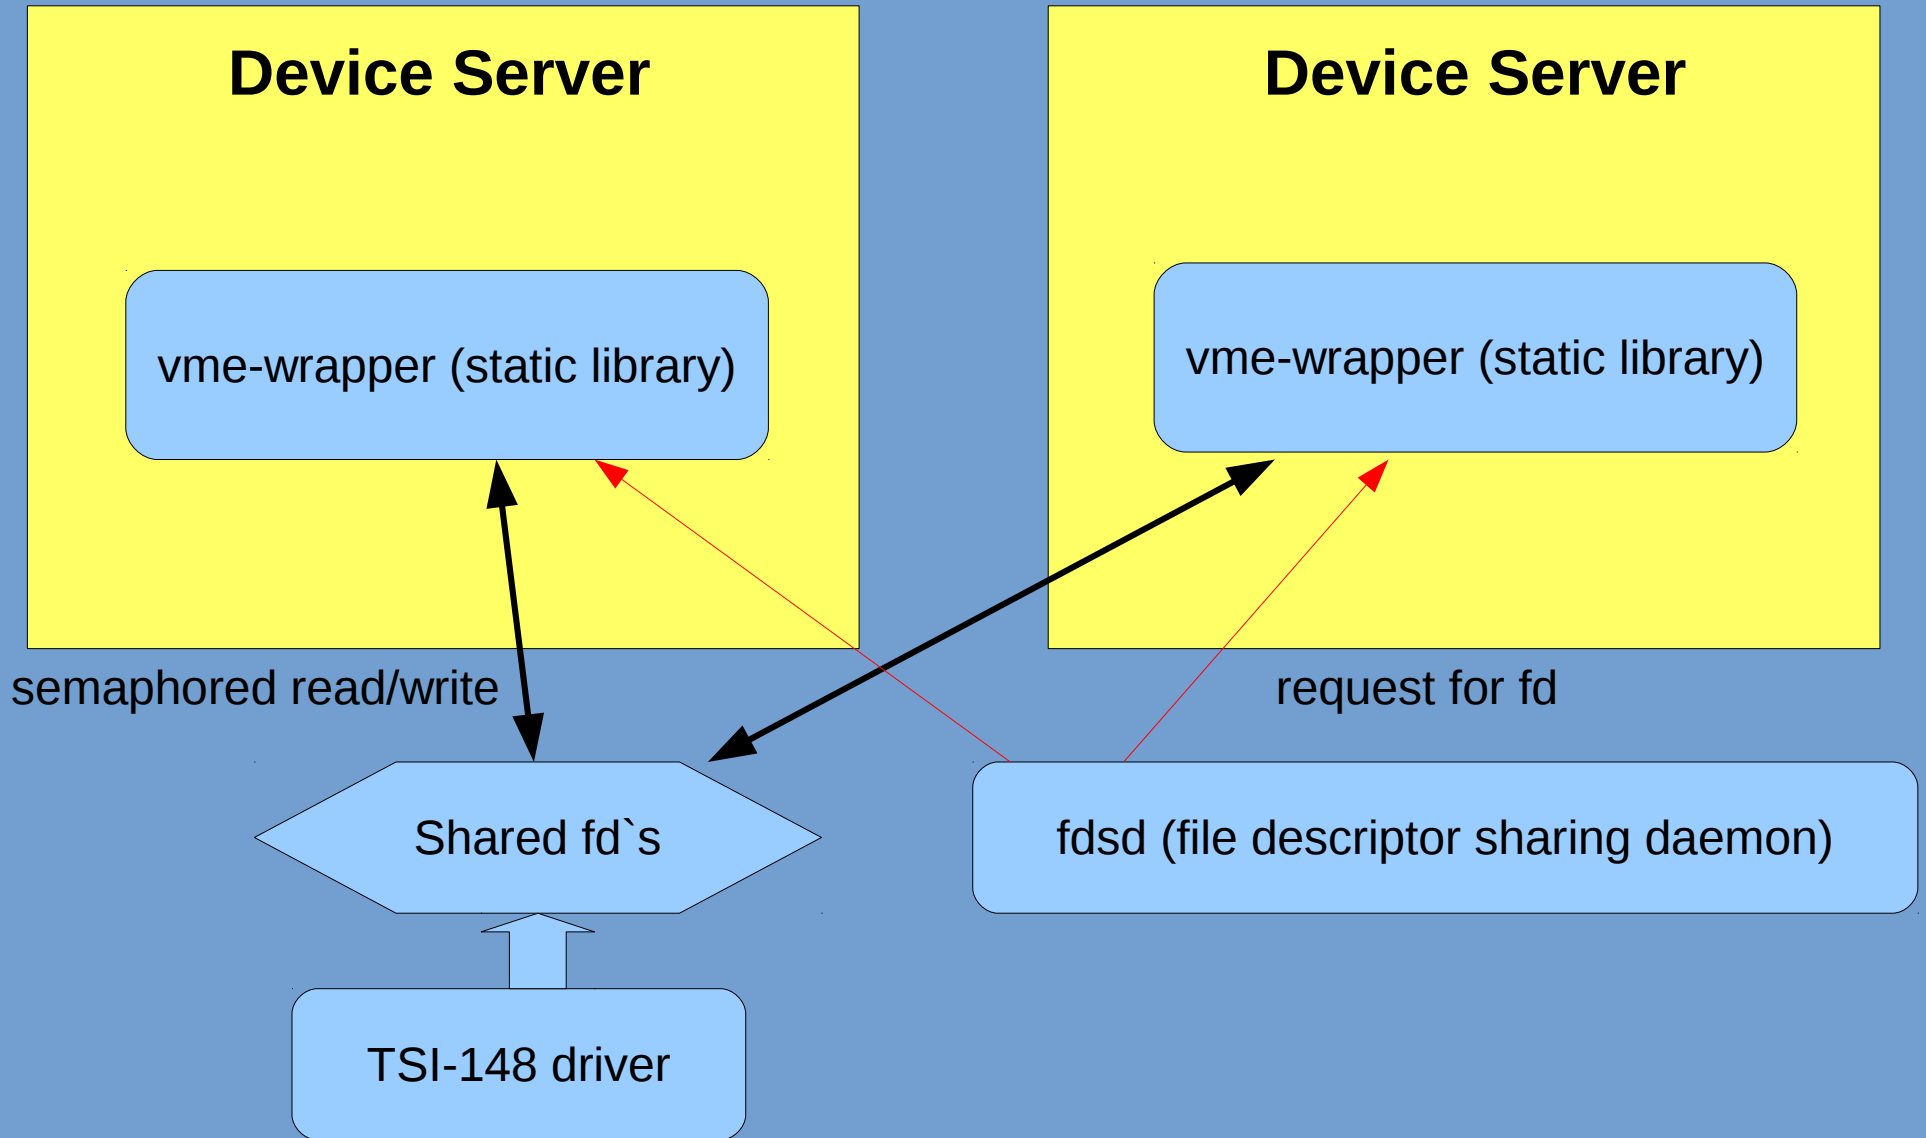 Device Server
Device Server
vme-wrapper (static library)
vme-wrapper (static library)
semaphored read/write
request for fd
Shared fd`s
fdsd (file descriptor sharing daemon)
TSI-148 driver